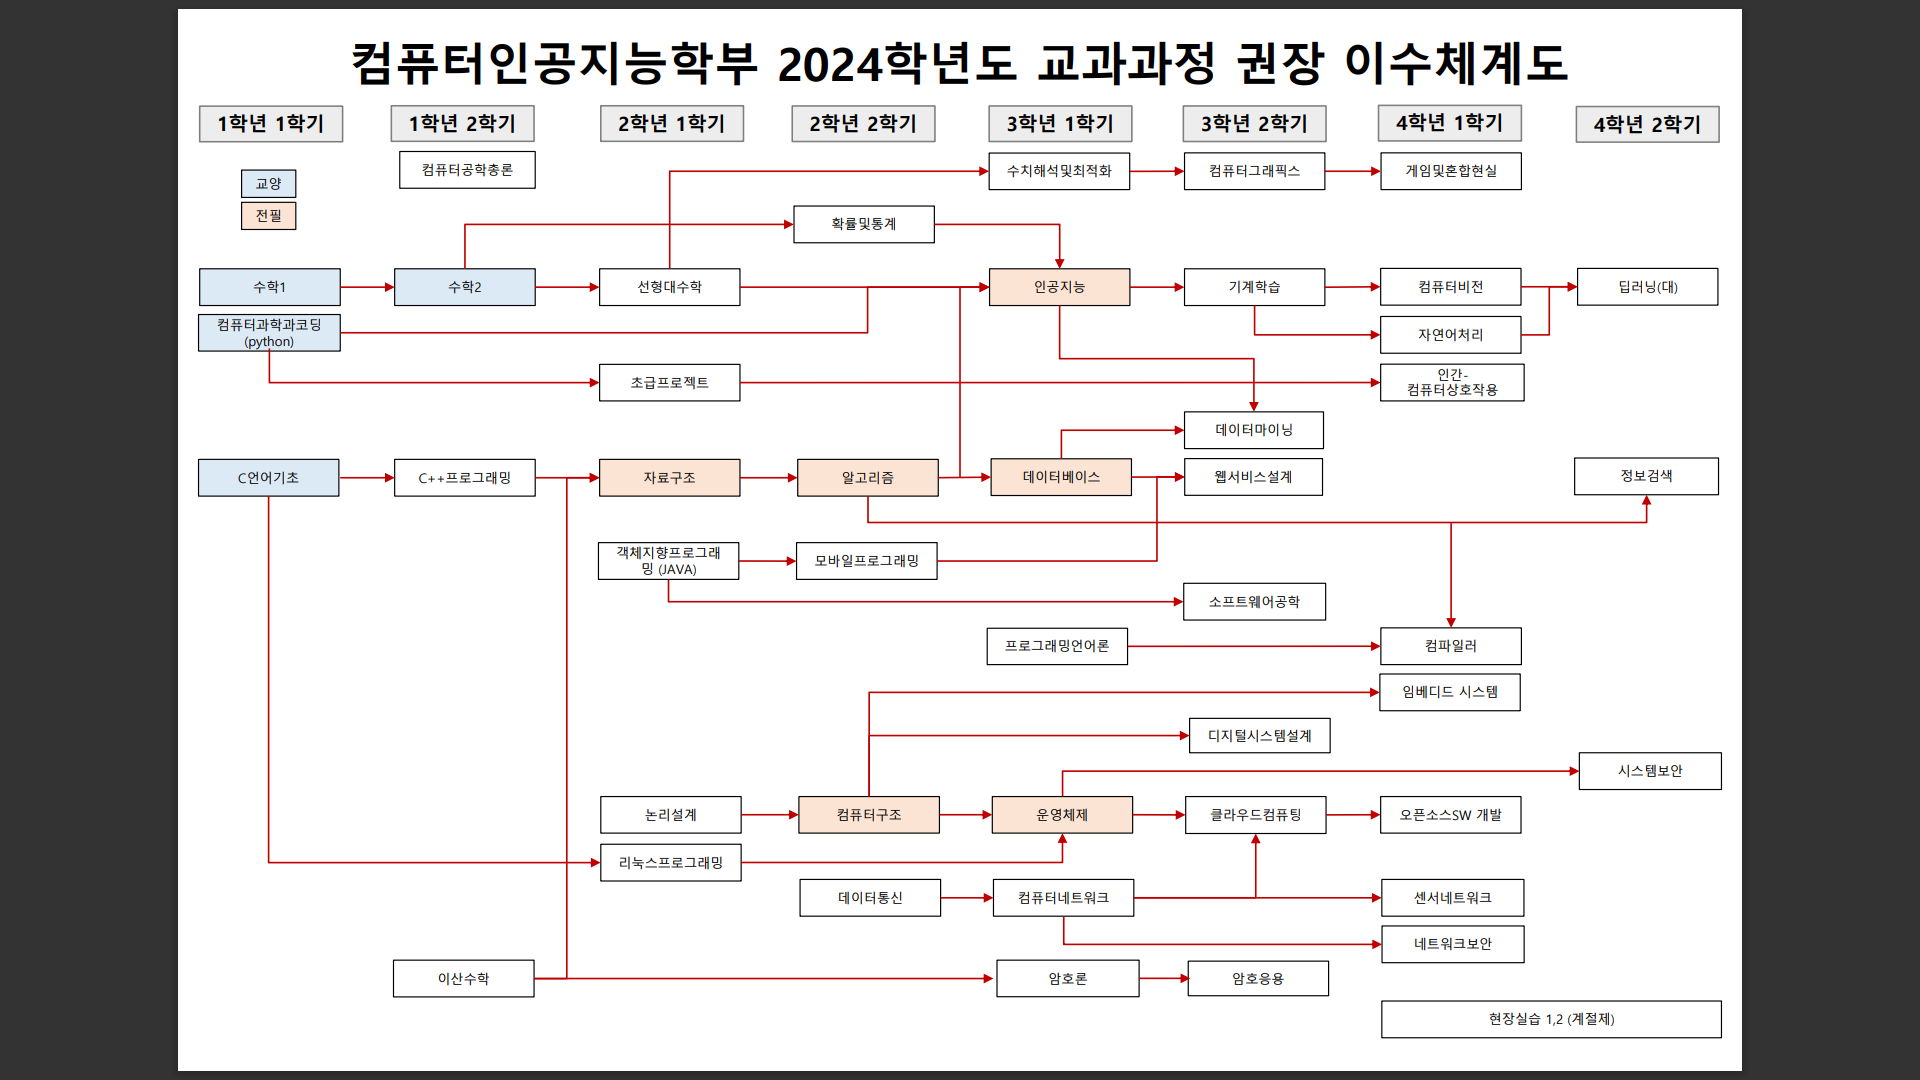 컴퓨터인공지능학부 2024학년도 교과과정 권장 이수체계도
1학년 1학기
1학년 2학기
2학년 1학기
2학년 2학기
3학년 1학기
3학년 2학기
4학년 1학기
4학년 2학기
교양
전필
컴퓨터공학총론
수치해석및최적화
컴퓨터그래픽스
게임및혼합현실
확률및통계
수학1
수학2
선형대수학
인공지능
기계학습
컴퓨터비전
딥러닝(대)
컴퓨터과학과코딩
(python)
자연어처리
초급프로젝트
인간-
컴퓨터상호작용
데이터마이닝
C언어기초
C++프로그래밍
자료구조
알고리즘
데이터베이스
웹서비스설계
정보검색
객체지향프로그래
밍 (JAVA)
모바일프로그래밍
소프트웨어공학
프로그래밍언어론
컴파일러
임베디드 시스템
디지털시스템설계
시스템보안
논리설계
컴퓨터구조
운영체제
클라우드컴퓨팅
오픈소스SW 개발
리눅스프로그래밍
데이터통신
컴퓨터네트워크
센서네트워크
네트워크보안
이산수학
암호론
암호응용
현장실습 1,2 (계절제)